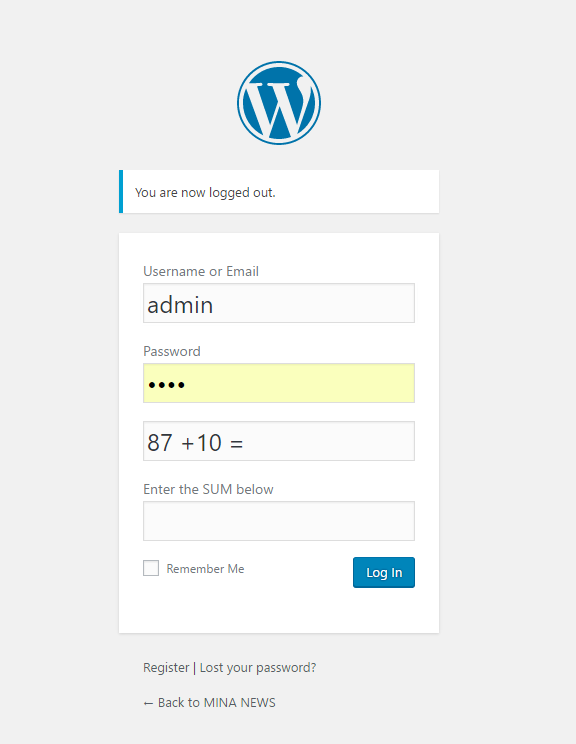 You are now logged out.
Username or Email
admin
Password
••••
87 +10 =
Enter the SUM below
Remember Me
Log In
Register | Lost your password?
← Back to MINA NEWS